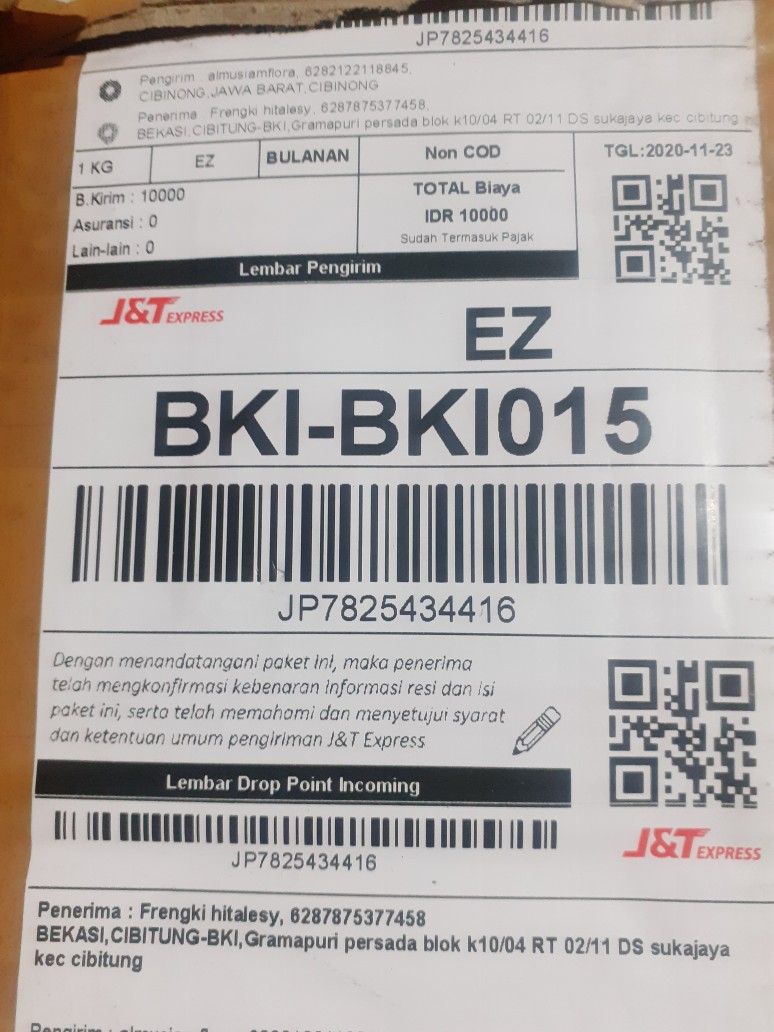 JP7825434416
Pengirim almusiamflora, 6282122118845,
CIBINONG,JAWA BARAT,CIBINONG
Penerima Frengki hitalesy, 6287875377458,
BEKASI,CIBITUNG-BKI,Gramapuri persada blok k10/04 RT 02/11 DS sukajaya kec cibitung
1 KG EZ BULANAN Non COD TGL:2020-11-23
B.Kirim : 10000
Asuransi : 0
Lain-lain : 0
TOTAL Biaya
IDR 10000
Sudah Termasuk Pajak
Lembar Pengirim
J&T EXPRESS
EZ
BKI-BKI015
JP7825434416
Dengan menandatangani paket ini, maka penerima
telah mengkonfirmasi kebenaran informasi resi dan isi
paket ini, serta telah memahami dan menyetujui syarat
dan ketentuan umum pengiriman J&T Express
Lembar Drop Point Incoming
JP7825434416
J&T EXPRESS
Penerima : Frengki hitalesy, 6287875377458
BEKASI,CIBITUNG-BKI,Gramapuri persada blok k10/04 RT 02/11 DS sukajaya
kec cibitung